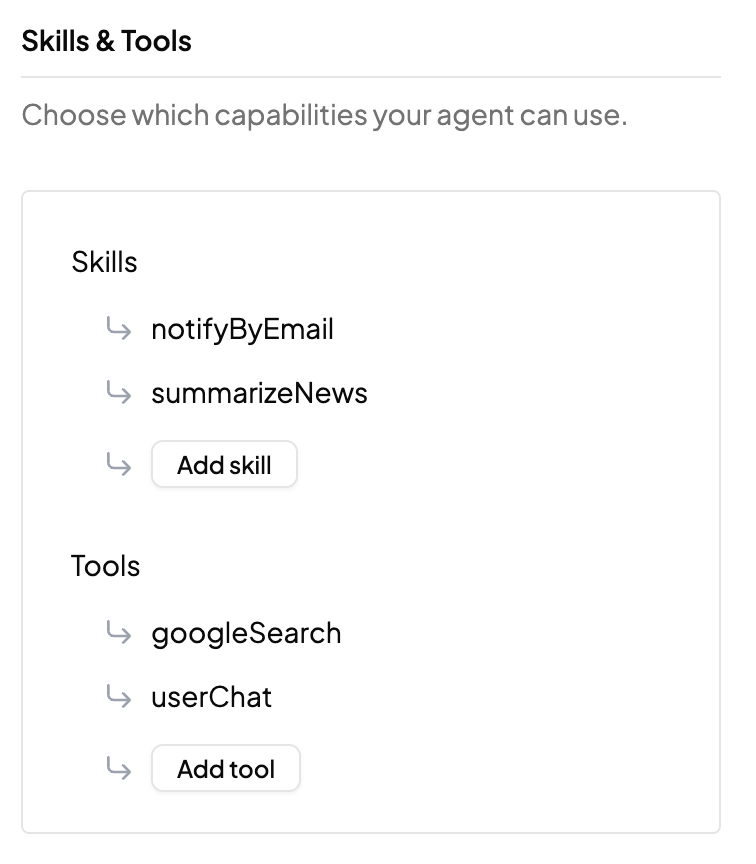 Skills & Tools
Choose which capabilities your agent can use.
Skills
notifyByEmail
summarizeNews
Add skill
Tools
googleSearch
userChat
Add tool